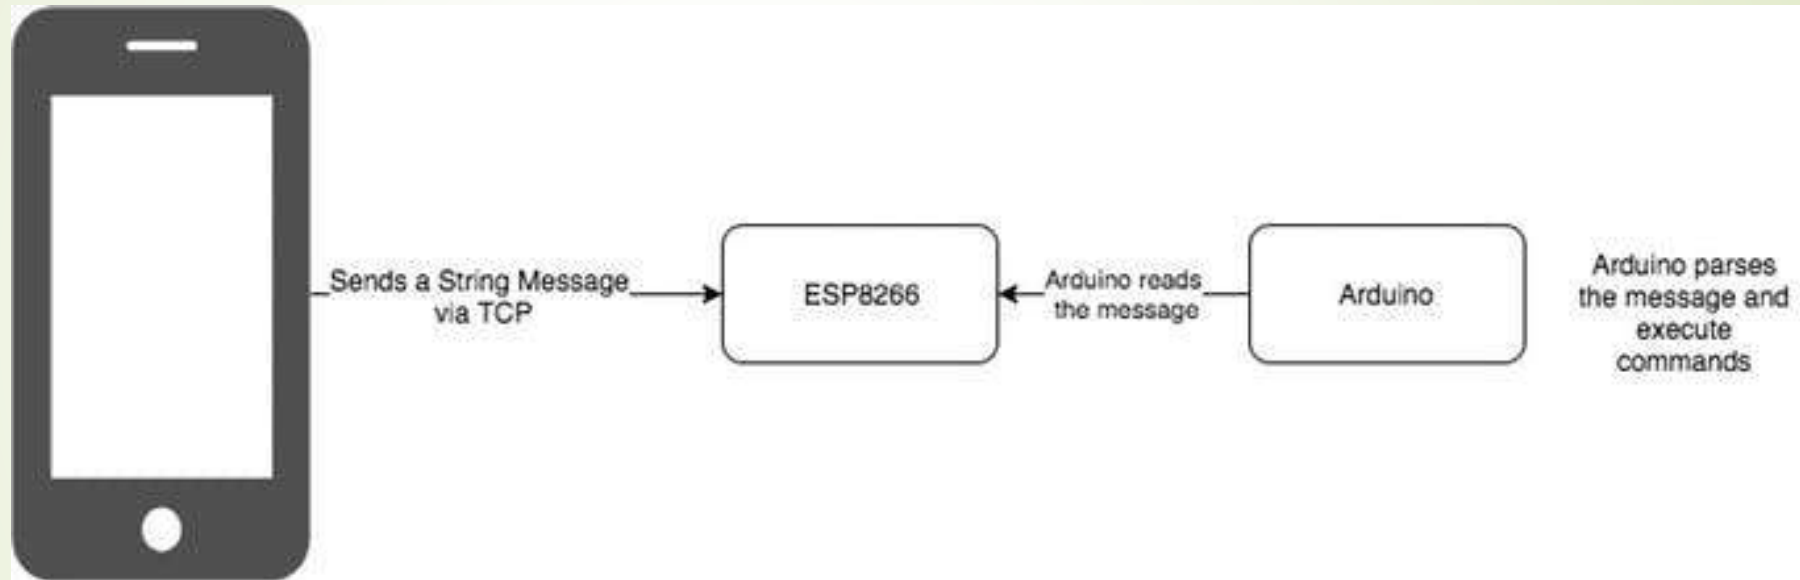 Sends a String Message
via TCP
ESP8266
Arduino reads
the message
Arduino
Arduino parses
the message and
execute
commands